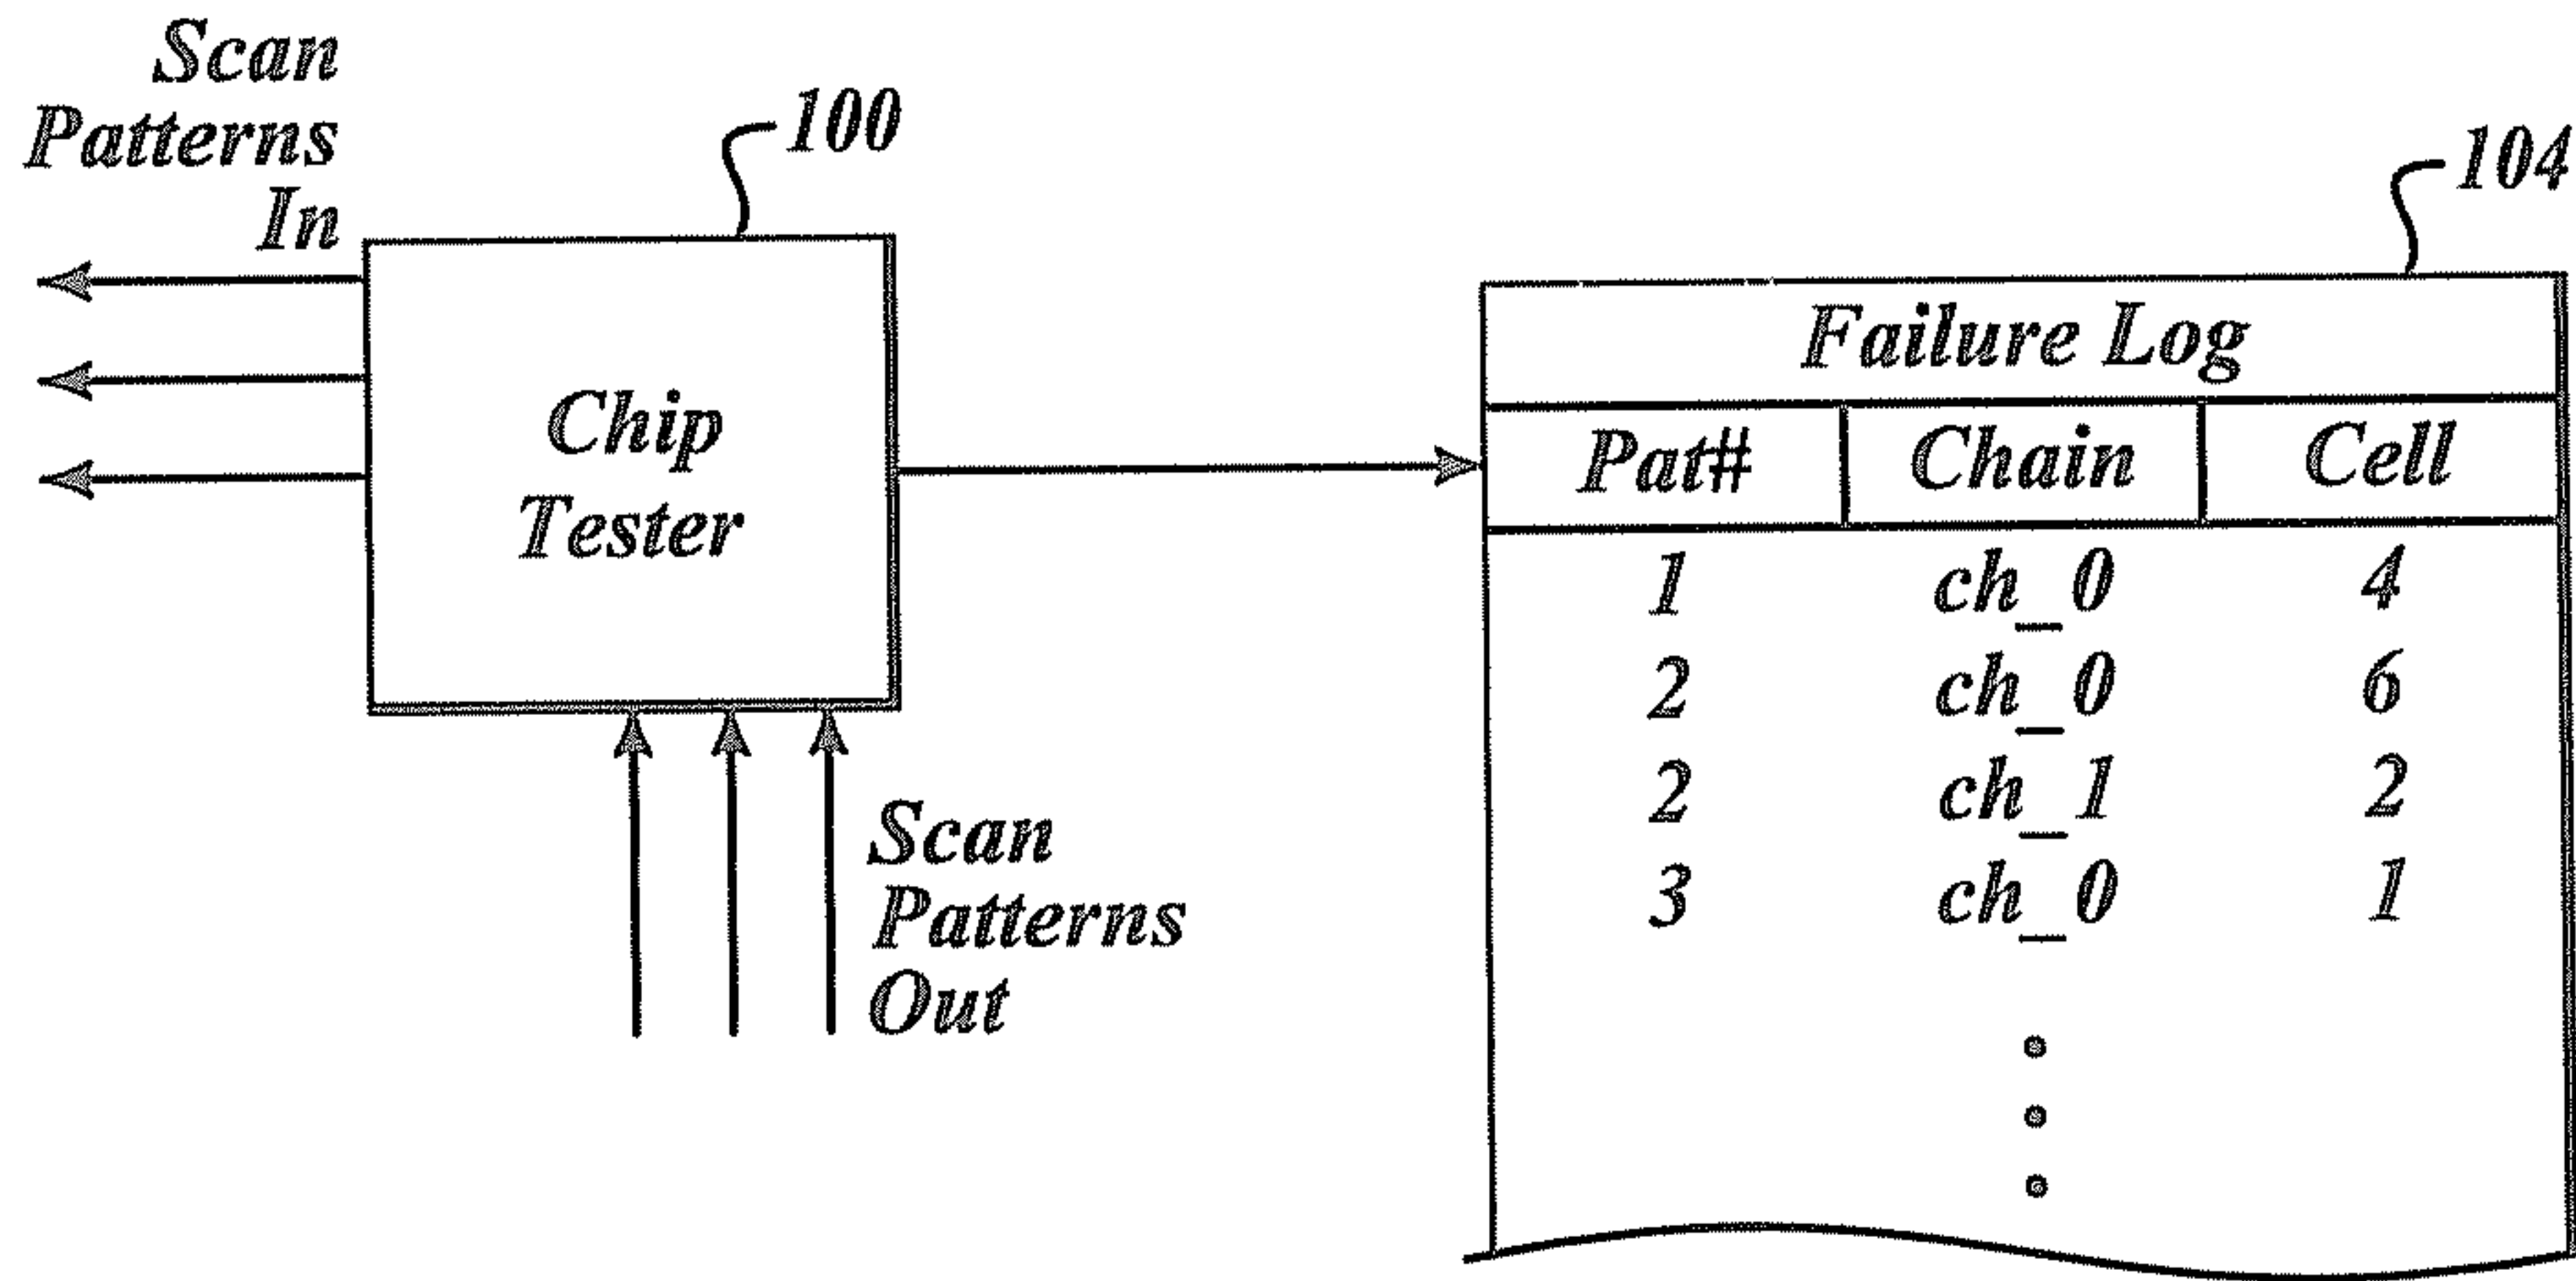 Scan
Patterns
In
100
Chip
Tester
Scan
Patterns
Out
104
Failure Log
Pat# Chain Cell
1 ch_0 4
2 ch_0 6
2 ch_1 2
3 ch_0 1